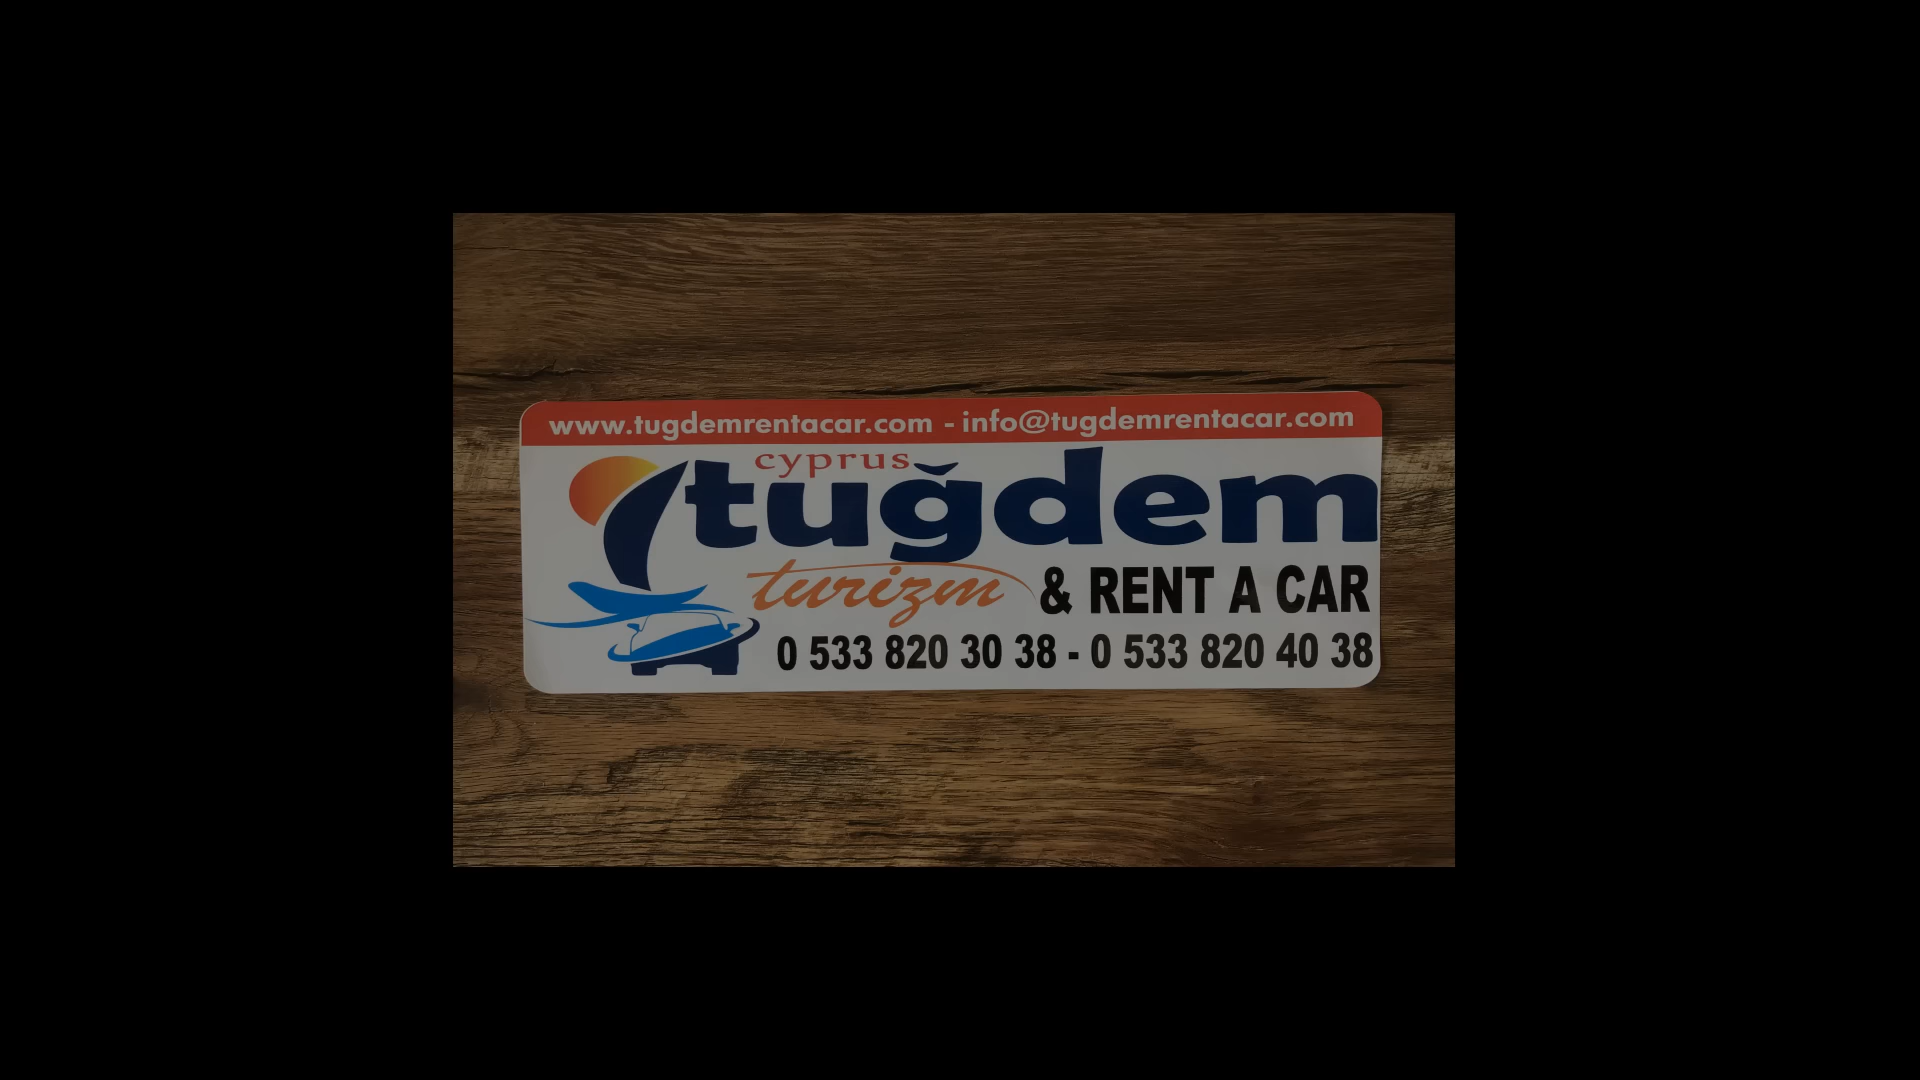 www.tugdemrentacar.com - info@tugdemrentacar.com
cyprus
tuğdem
turizm & RENT A CAR
0 533 820 30 38 - 0 533 820 40 38